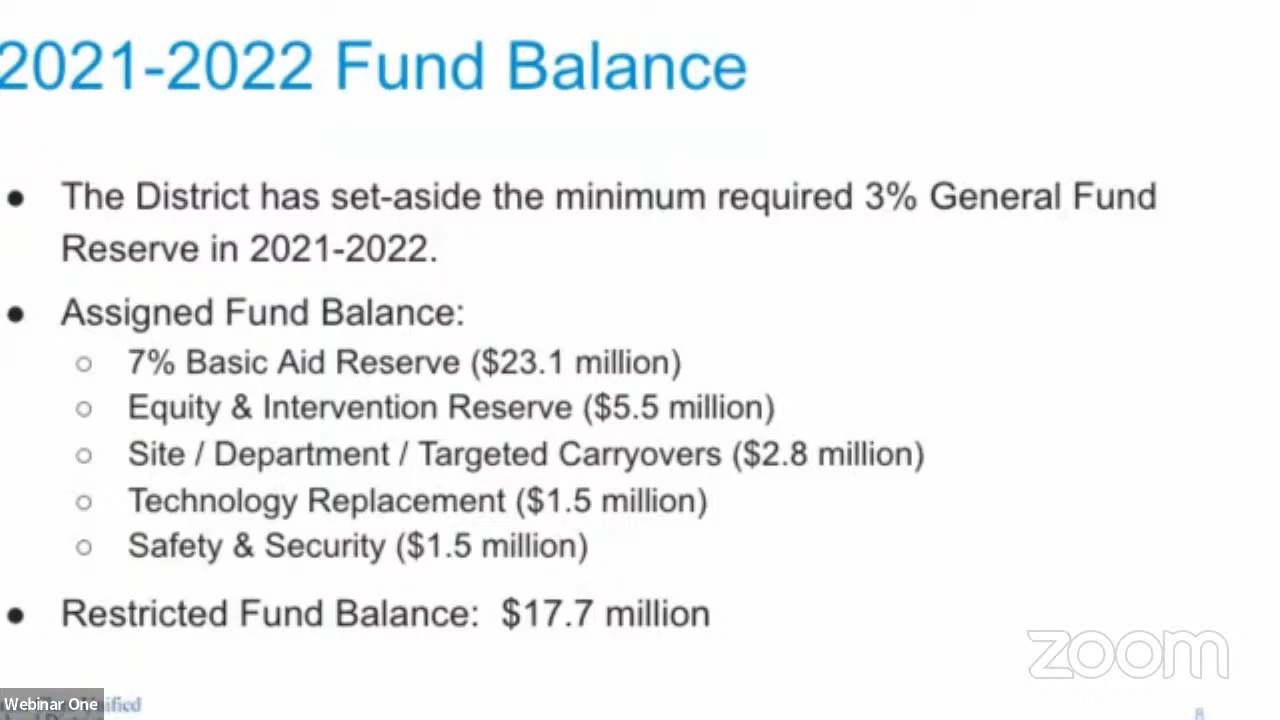 2021-2022 Fund Balance
● The District has set-aside the minimum required 3% General Fund
Reserve in 2021-2022.
● Assigned Fund Balance:
○ 7% Basic Aid Reserve ($23.1 million)
○ Equity & Intervention Reserve ($5.5 million)
○ Site / Department / Targeted Carryovers ($2.8 million)
○ Technology Replacement ($1.5 million)
○ Safety & Security ($1.5 million)
● Restricted Fund Balance: $17.7 million
zoom
Webinar One
8